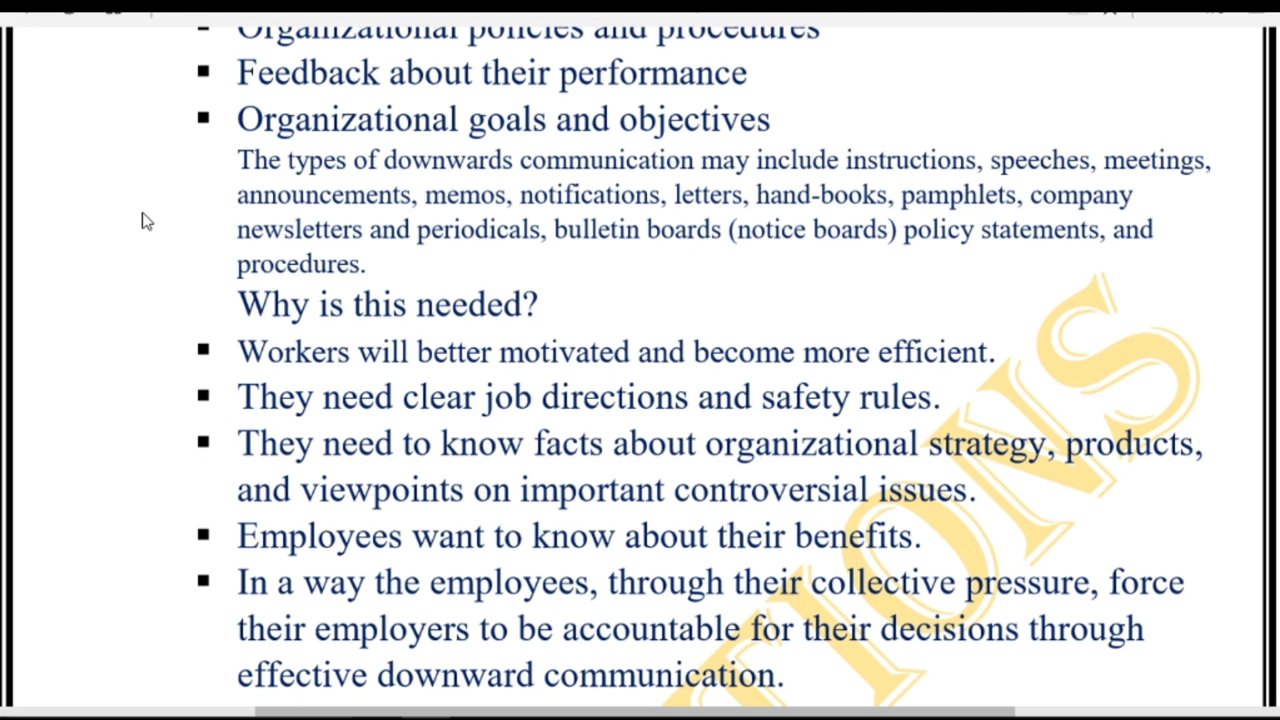 Organizational policies and procedures
▪ Feedback about their performance
▪ Organizational goals and objectives
The types of downwards communication may include instructions, speeches, meetings,
announcements, memos, notifications, letters, hand-books, pamphlets, company
newsletters and periodicals, bulletin boards (notice boards) policy statements, and
procedures.
Why is this needed?
▪ Workers will better motivated and become more efficient.
▪ They need clear job directions and safety rules.
▪ They need to know facts about organizational strategy, products,
and viewpoints on important controversial issues.
▪ Employees want to know about their benefits.
▪ In a way the employees, through their collective pressure, force
their employers to be accountable for their decisions through
effective downward communication.
TIONS